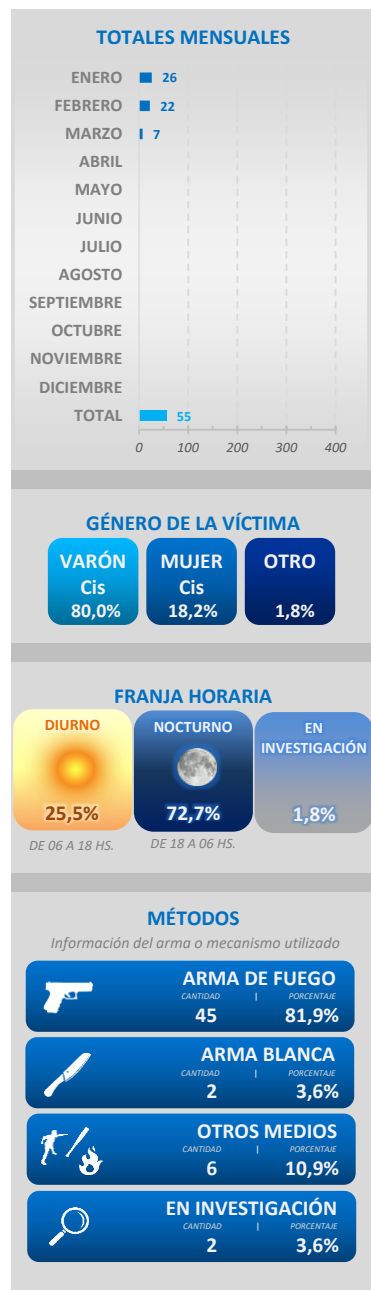 TOTALES MENSUALES
ENERO 26
FEBRERO 22
MARZO 7
ABRIL
MAYO
JUNIO
JULIO
AGOSTO
SEPTIEMBRE
OCTUBRE
NOVIEMBRE
DICIEMBRE
TOTAL 55
0 100 200 300 400
GÉNERO DE LA VÍCTIMA
VARÓN
Cis
80,0%
MUJER
Cis
18,2%
OTRO
1,8%
FRANJA HORARIA
DIURNO
25,5%
DE 06 A 18 HS.
NOCTURNO
72,7%
DE 18 A 06 HS.
EN
INVESTIGACIÓN
1,8%
MÉTODOS
Información del arma o mecanismo utilizado
ARMA DE FUEGO
CANTIDAD | PORCENTAJE
45 81,9%
ARMA BLANCA
CANTIDAD | PORCENTAJE
2 3,6%
OTROS MEDIOS
CANTIDAD | PORCENTAJE
6 10,9%
EN INVESTIGACIÓN
CANTIDAD | PORCENTAJE
2 3,6%